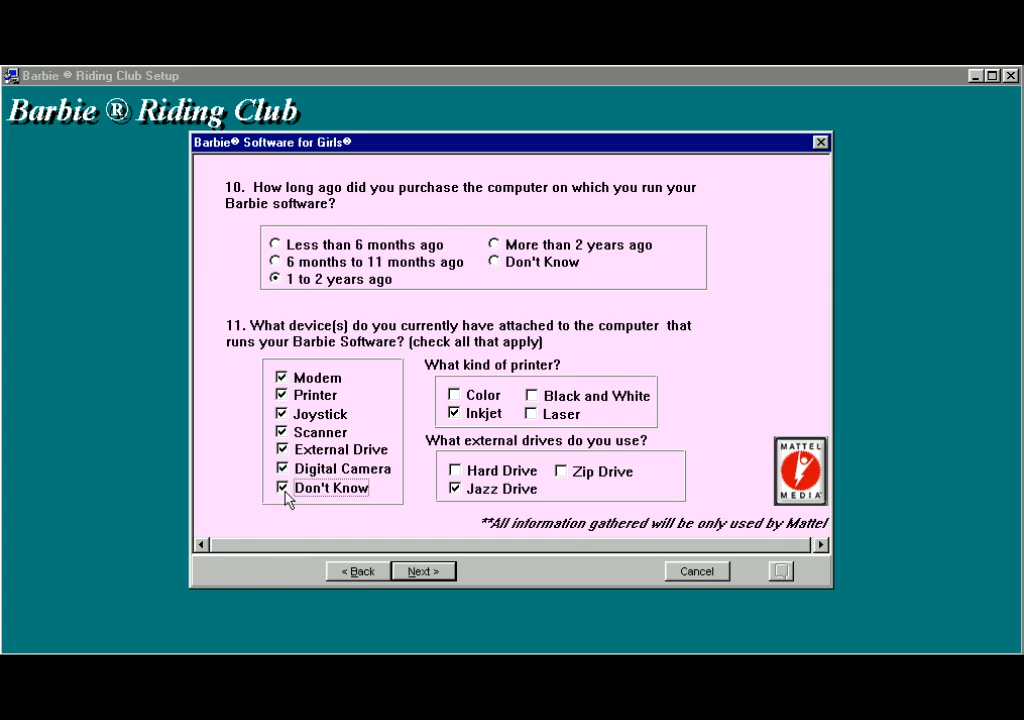 Barbie ® Riding Club Setup
Barbie ® Riding Club
Barbie® Software for Girls®
10. How long ago did you purchase the computer on which you run your
Barbie software?
Less than 6 months ago
More than 2 years ago
6 months to 11 months ago
Don't Know
1 to 2 years ago
11. What device(s) do you currently have attached to the computer that
runs your Barbie Software? (check all that apply)
Modem
Printer
Joystick
Scanner
External Drive
Digital Camera
Don't Know
What kind of printer?
Color
Black and White
Inkjet
Laser
What external drives do you use?
Hard Drive
Zip Drive
Jazz Drive
MATTEL
MEDIA
**All information gathered will be only used by Mattel
< Back
Next >
Cancel